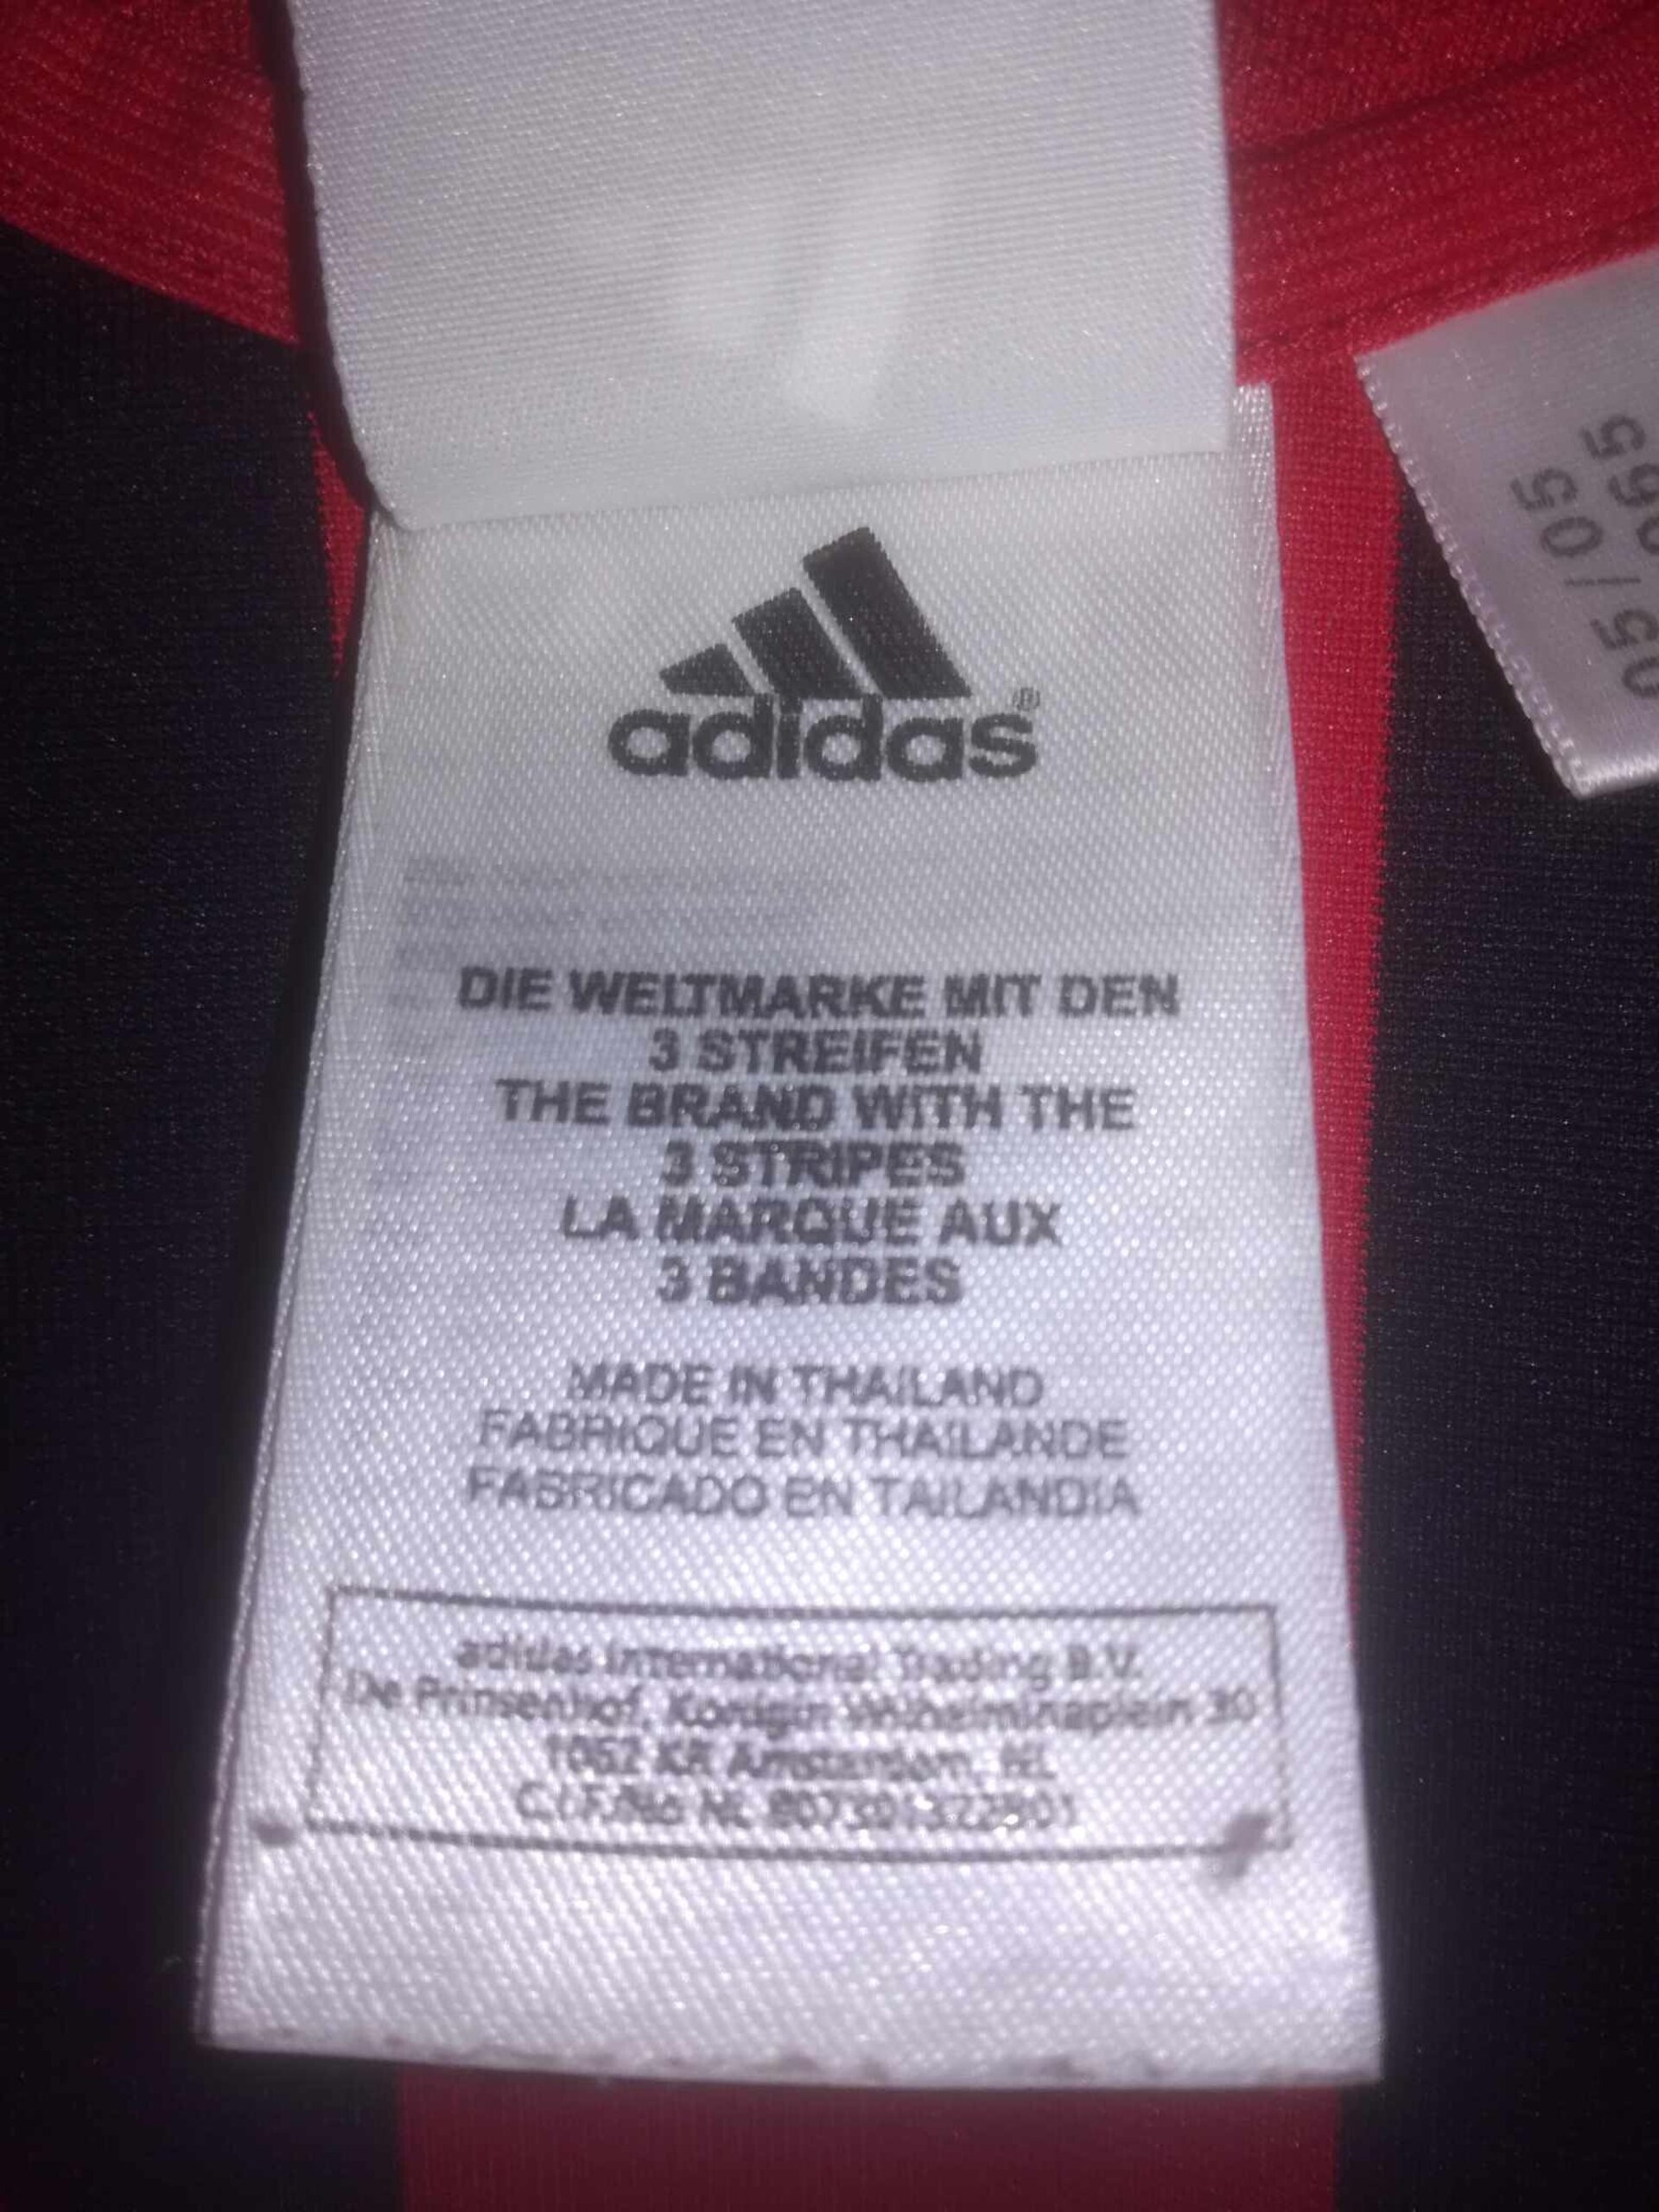 adidas®
DIE WELTMARKE MIT DEN
3 STREIFEN
THE BRAND WITH THE
3 STRIPES
LA MARQUE AUX
3 BANDES
MADE IN THAILAND
FABRIQUE EN THAILANDE
FABRICADO EN TAILANDIA
adidas International Trading B.V.
De Prinsenhof, Konigin Wilhelminaplein 30
1062 KR Amsterdam, NL
C.I.F./No NL
05/05